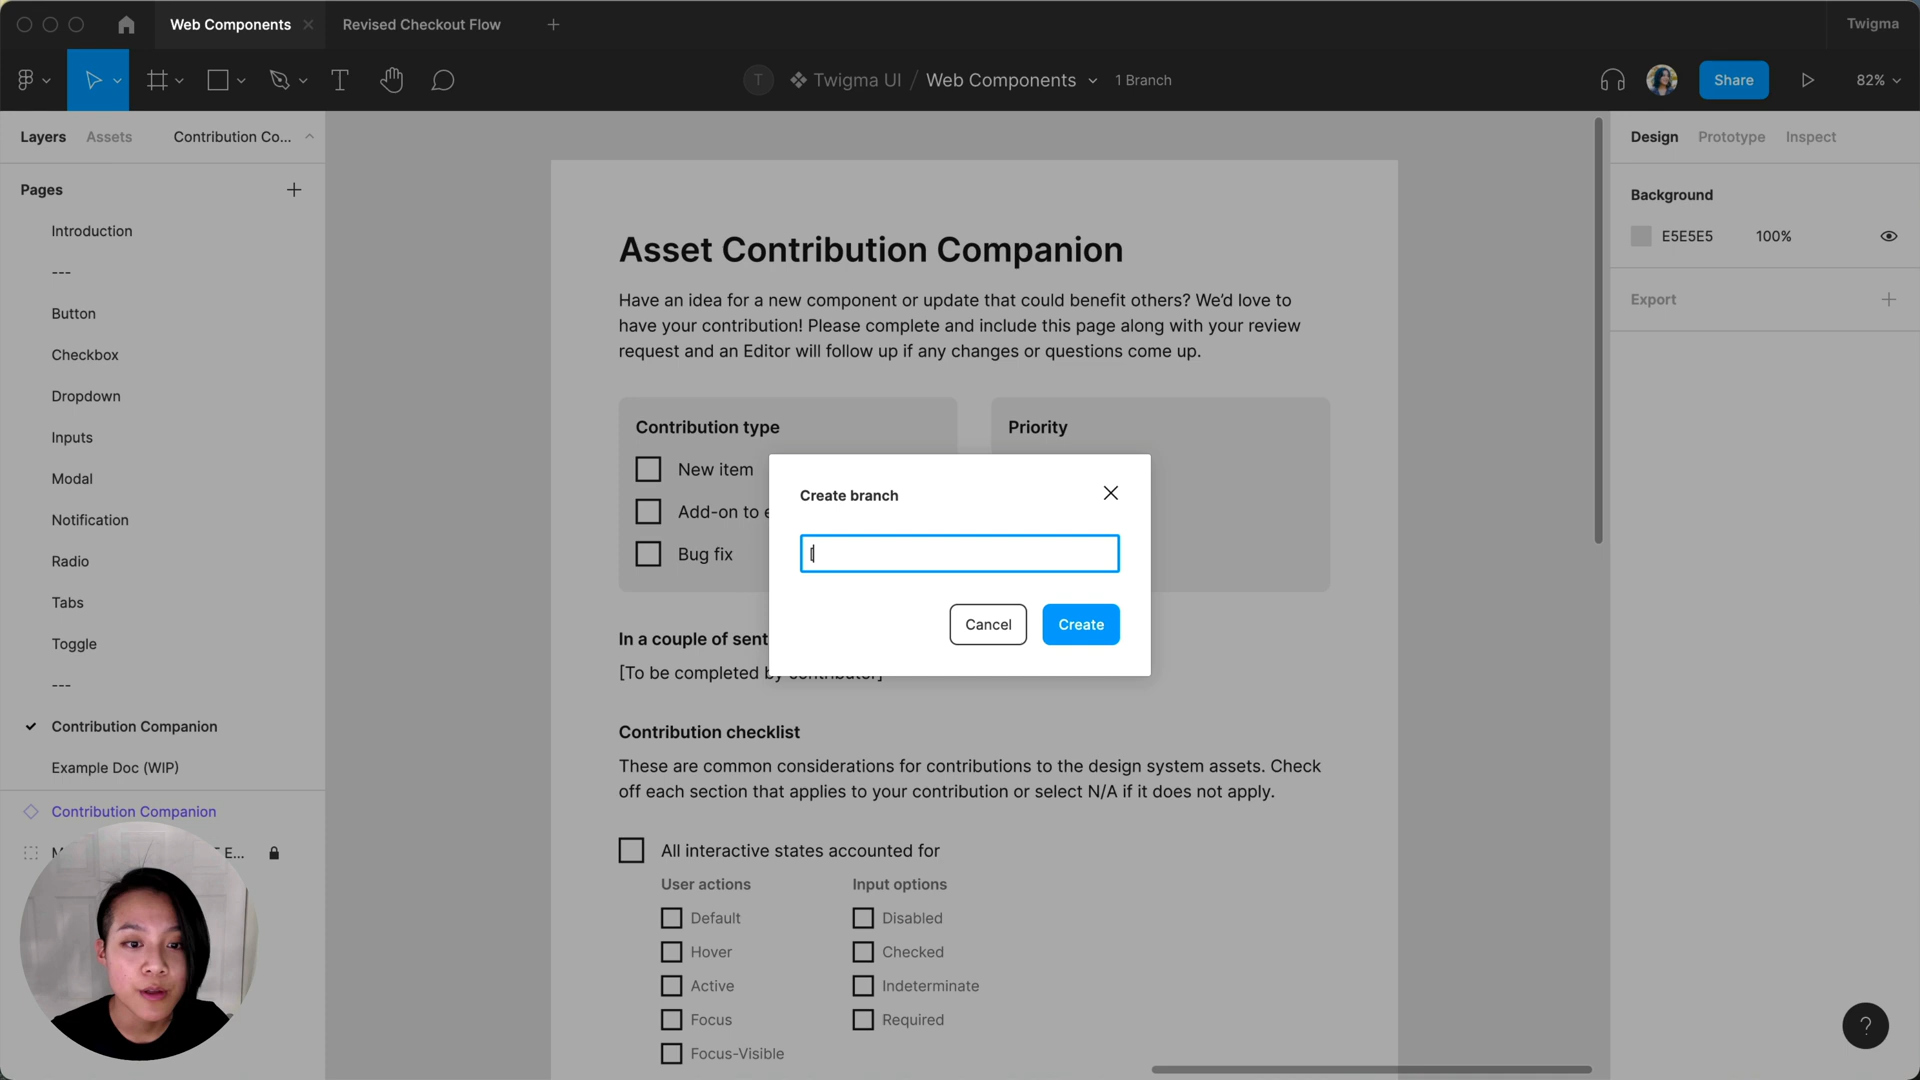 Web Components
Revised Checkout Flow
Twigma
T
Twigma UI / Web Components
1 Branch
Share
82%
Layers
Assets
Contribution Co...
Design
Prototype
Inspect
Pages
Introduction
---
Button
Checkbox
Dropdown
Inputs
Modal
Notification
Radio
Tabs
Toggle
---
Contribution Companion
Example Doc (WIP)
Contribution Companion
E...
Asset Contribution Companion
Have an idea for a new component or update that could benefit others? We’d love to
have your contribution! Please complete and include this page along with your review
request and an Editor will follow up if any changes or questions come up.
Contribution type
New item
Add-on to e
Bug fix
Priority
Create branch
[
Cancel
Create
In a couple of sent
[To be completed by contributor]
Contribution checklist
These are common considerations for contributions to the design system assets. Check
off each section that applies to your contribution or select N/A if it does not apply.
All interactive states accounted for
User actions
Default
Hover
Active
Focus
Focus-Visible
Input options
Disabled
Checked
Indeterminate
Required
Background
E5E5E5
100%
Export
?